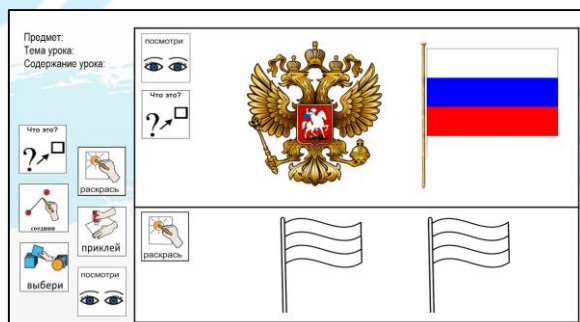 Предмет:
Тема урока:
Содержание урока:
Что это?
раскрась
соедини
приклей
выбери
посмотри
посмотри
Что это?
раскрась